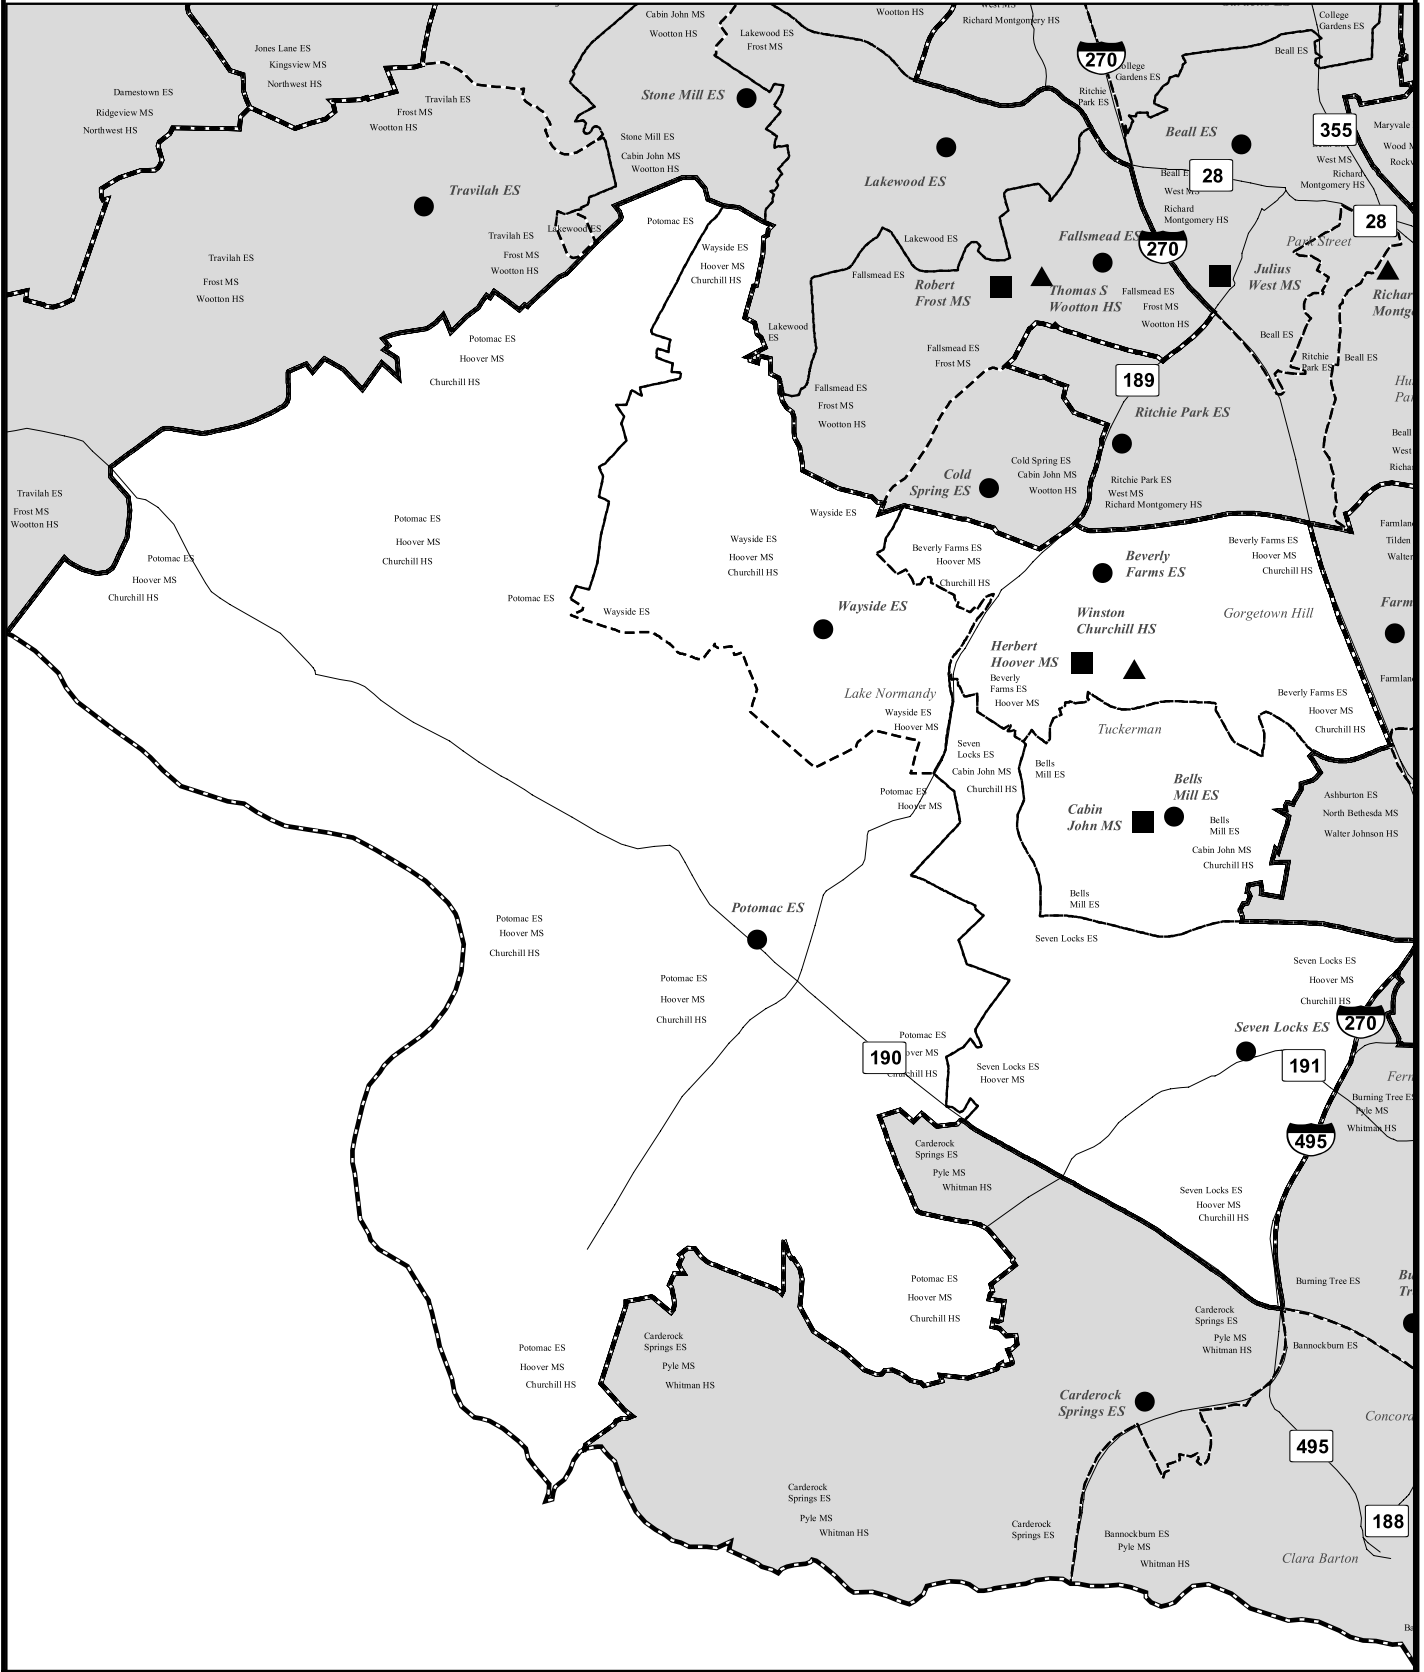 Cabin John MS
Wootton HS
Lakewood ES
Frost MS
Wootton HS
Richard Montgomery HS
College
Gardens ES
Jones Lane ES
Kingsview MS
Northwest HS
270
Gardens ES
Beall ES
Darnestown ES
Ridgeview MS
Northwest HS
Travilah ES
Frost MS
Wootton HS
Stone Mill ES
Ritchie
Park ES
Beall ES
355
Stone Mill ES
Cabin John MS
Wootton HS
Lakewood ES
28
West MS
Richard
Montgomery HS
Richard
Montgomery HS
Travilah ES
Potomac ES
Lakewood ES
Travilah ES
Frost MS
Wootton HS
Wayside ES
Hoover MS
Churchill HS
Lakewood ES
Fallsmead ES
Fallsmead ES
270
28
Park Street
Travilah ES
Frost MS
Wootton HS
Robert
Frost MS
Thomas S
Wootton HS
Fallsmead ES
Frost MS
Wootton HS
Julius
West MS
Potomac ES
Hoover MS
Churchill HS
Lakewood
ES
Fallsmead ES
Frost MS
Beall ES
Ritchie
Park ES
Beall ES
Fallsmead ES
Frost MS
Wootton HS
189
Ritchie Park ES
Cold
Spring ES
Cold Spring ES
Cabin John MS
Wootton HS
Ritchie Park ES
West MS
Richard Montgomery HS
Travilah ES
Frost MS
Wootton HS
Potomac ES
Hoover MS
Churchill HS
Wayside ES
Wayside ES
Hoover MS
Churchill HS
Beverly Farms ES
Hoover MS
Churchill HS
Beverly
Farms ES
Beverly Farms ES
Hoover MS
Churchill HS
Potomac ES
Hoover MS
Churchill HS
Potomac ES
Wayside ES
Wayside ES
Winston
Churchill HS
Gorgetown Hill
Herbert
Hoover MS
Beverly
Farms ES
Hoover MS
Lake Normandy
Wayside ES
Hoover MS
Tuckerman
Beverly Farms ES
Hoover MS
Churchill HS
Seven
Locks ES
Cabin John MS
Churchill HS
Bells
Mill ES
Potomac ES
Hoover MS
Bells
Mill ES
Cabin
John MS
Bells
Mill ES
Cabin John MS
Churchill HS
Ashburton ES
North Bethesda MS
Walter Johnson HS
Bells
Mill ES
Potomac ES
Potomac ES
Hoover MS
Churchill HS
Seven Locks ES
Potomac ES
Hoover MS
Churchill HS
Seven Locks ES
Hoover MS
Churchill HS
270
Seven Locks ES
Potomac ES
190
Seven Locks ES
Hoover MS
191
Burning Tree ES
Pyle MS
Whitman HS
495
Carderock
Springs ES
Pyle MS
Whitman HS
Seven Locks ES
Hoover MS
Churchill HS
Potomac ES
Hoover MS
Churchill HS
Burning Tree ES
Carderock
Springs ES
Pyle MS
Whitman HS
Bannockburn ES
Potomac ES
Hoover MS
Churchill HS
Carderock
Springs ES
Pyle MS
Whitman HS
Carderock
Springs ES
495
Carderock
Springs ES
Pyle MS
Whitman HS
Carderock
Springs ES
Bannockburn ES
Pyle MS
Whitman HS
188
Clara Barton
Fallsmead ES